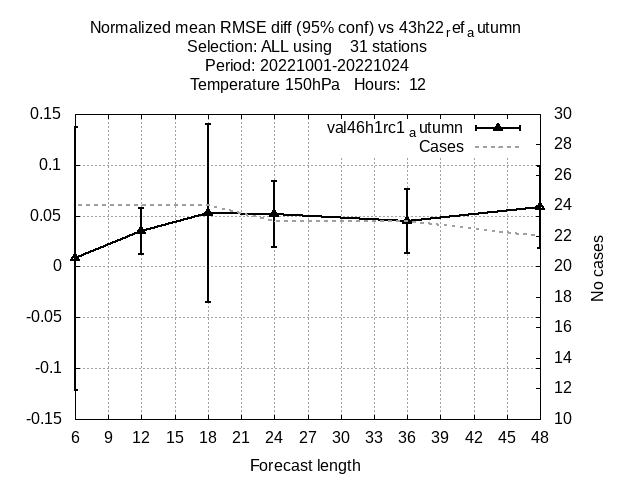 Normalized mean RMSE diff (95% conf) vs 43h22refautumn
Selection: ALL using 31 stations
Period: 20221001-20221024
Temperature 150hPa Hours: 12
0.15 30
val46h1rc1autumn
28
Cases
0.1 26
0.05 24
22
0 20
No cases
18
-0.05 16
14
-0.1 12
-0.15 10
6 9 12 15 18 21 24 27 30 33 36 39 42 45 48
Forecast length